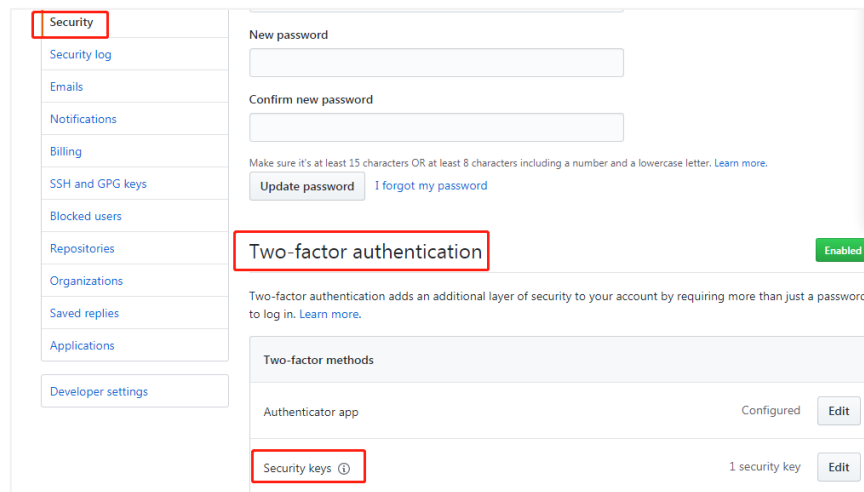 Security
Security log
Emails
Notifications
Billing
SSH and GPG keys
Blocked users
Repositories
Organizations
Saved replies
Applications
Developer settings
New password
Confirm new password
Make sure it's at least 15 characters OR at least 8 characters including a number and a lowercase letter. Learn more.
Update password I forgot my password
Two-factor authentication Enabled
Two-factor authentication adds an additional layer of security to your account by requiring more than just a password
to log in. Learn more.
Two-factor methods
Authenticator app Configured Edit
Security keys 1 security key Edit